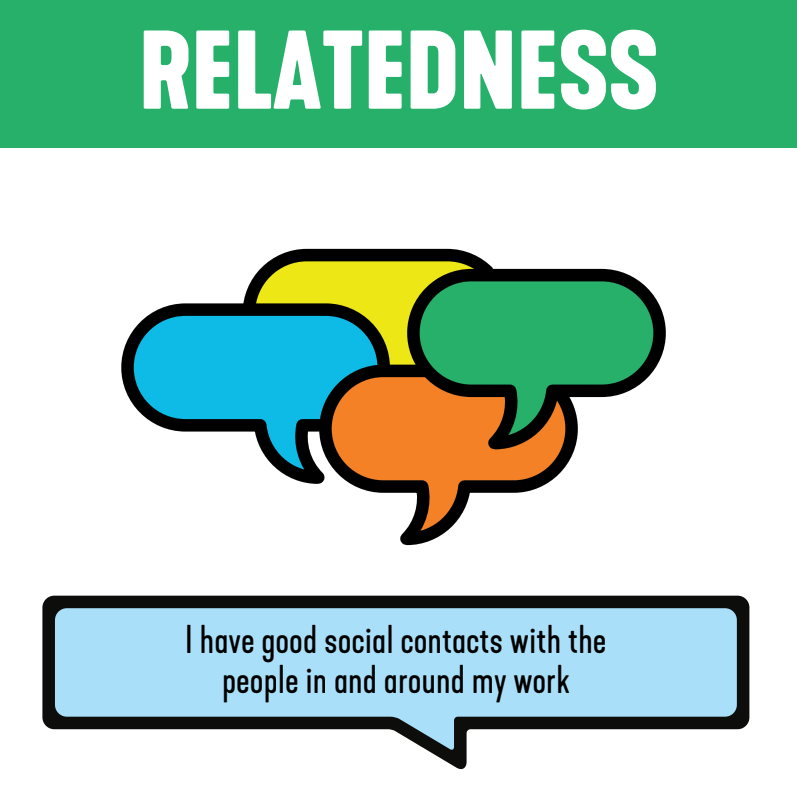 RELATEDNESS
I have good social contacts with the
people in and around my work